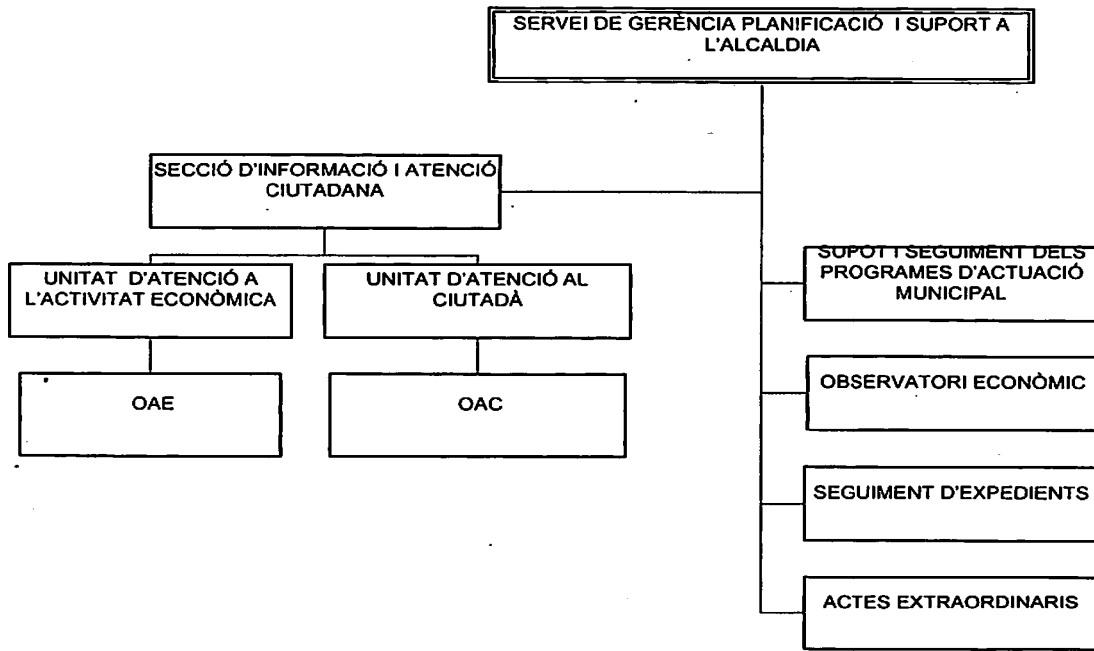 SERVEI DE GERÈNCIA PLANIFICACIÓ I SUPORT A
L'ALCALDIA
SECCIÓ D'INFORMACIÓ I ATENCIÓ
CIUTADANA
UNITAT D'ATENCIÓ A
L'ACTIVITAT ECONÒMICA
UNITAT D'ATENCIÓ AL
CIUTADÀ
OAE
OAC
SUPOT I SEGUIMENT DELS
PROGRAMES D'ACTUACIÓ
MUNICIPAL
OBSERVATORI ECONÒMIC
SEGUIMENT D'EXPEDIENTS
ACTES EXTRAORDINARIS